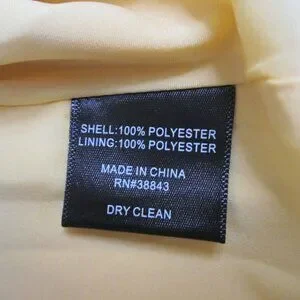 SHELL:100% POLYESTER
LINING:100% POLYESTER
MADE IN CHINA
RN#38843
DRY CLEAN